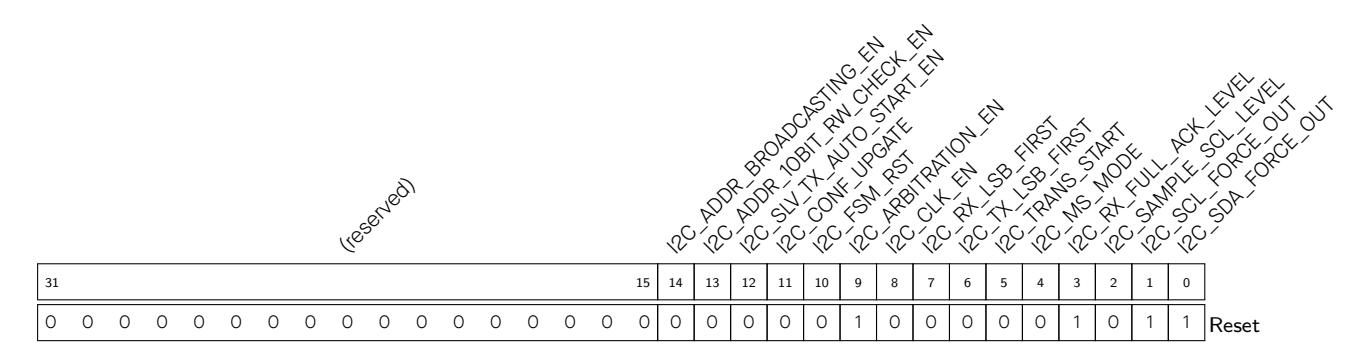 (reserved)
I2C_ADDR_BROADCASTING_EN
I2C_ADDR_10BIT_RW_CHECK_EN
I2C_SLV_TX_AUTO_START_EN
I2C_CONF_UPGATE
I2C_FSM_RST
I2C_ARBITRATION_EN
I2C_CLK_EN
I2C_RX_LSB_FIRST
I2C_TX_LSB_FIRST
I2C_TRANS_START
I2C_MS_MODE
I2C_RX_FULL_ACK_LEVEL
I2C_SAMPLE_SCL_LEVEL
I2C_SCL_FORCE_OUT
I2C_SDA_FORCE_OUT
31 15 14 13 12 11 10 9 8 7 6 5 4 3 2 1 0
0 0 0 0 0 0 0 0 0 0 0 0 0 0 0 0 0 0 0 0 0 0 1 0 0 0 0 0 1 0 1 1 Reset